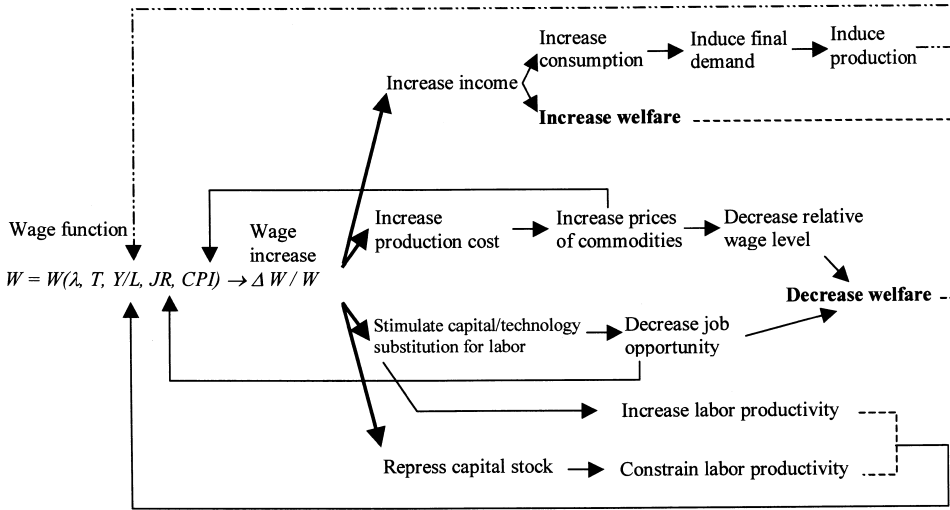 Increase
consumption
Induce final
demand
Induce
production
Increase income
Increase welfare
Wage function
Wage
increase
Increase
production cost
Increase prices
of commodities
Decrease relative
wage level
W = W(λ, T, Y/L, JR, CPI) → Δ W / W
Decrease welfare
Stimulate capital/technology
substitution for labor
Decrease job
opportunity
Increase labor productivity
Repress capital stock
Constrain labor productivity